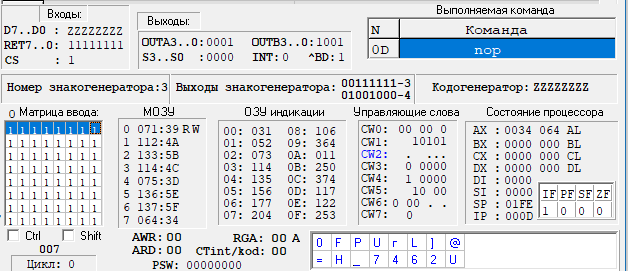 Входы:
D7..D0 : ZZZZZZZZ
RET7..0: 11111111
CS : 1
Выходы:
OUTA3..0:0001 OUTB3..0:1001
S3..S0 :0000 INT:0 ^BD:1
Выполняемая команда
N Команда
0D nop
Номер знакогенератора:3
Выходы знакогенератора: 00111111-3
01001000-4
Кодогенератор: ZZZZZZZZ
0 Матрица ввода:
1 1 1 1 1 1 1 1
1 1 1 1 1 1 1 1
1 1 1 1 1 1 1 1
1 1 1 1 1 1 1 1
1 1 1 1 1 1 1 1
1 1 1 1 1 1 1 1
1 1 1 1 1 1 1 1
1 1 1 1 1 1 1 1
Ctrl Shift
007
Цикл: 0
МОЗУ
0 071:39 R W
1 112:4A
2 133:5B
3 114:4C
4 075:3D
5 136:5E
6 137:5F
7 064:34
ОЗУ индикации
00: 031 08: 106
01: 052 09: 364
02: 073 0A: 011
03: 114 0B: 250
04: 135 0C: 374
05: 156 0D: 117
06: 177 0E: 122
07: 204 0F: 253
Управляющие слова
CW0: 00 00 0
CW1: 10101
CW2: . ...
CW3: 0 0000
CW4: 1 0000
CW5: 10 00
CW6: 0 00 . .
CW7: 0
Состояние процессора
AX : 0034 064 AL
BX : 0000 000 BL
CX : 0000 000 CL
DX : 0000 000 DL
DI : 0000
SI : 0000
SP : 01FE
IP : 000D
IF PF SF ZF
1 0 0 0
AWR: 00 RGA: 00 A
ARD: 00 CTint/kod: 00
PSW: 00000000
0 F P U r L ] @
= H _ 7 4 6 2 U